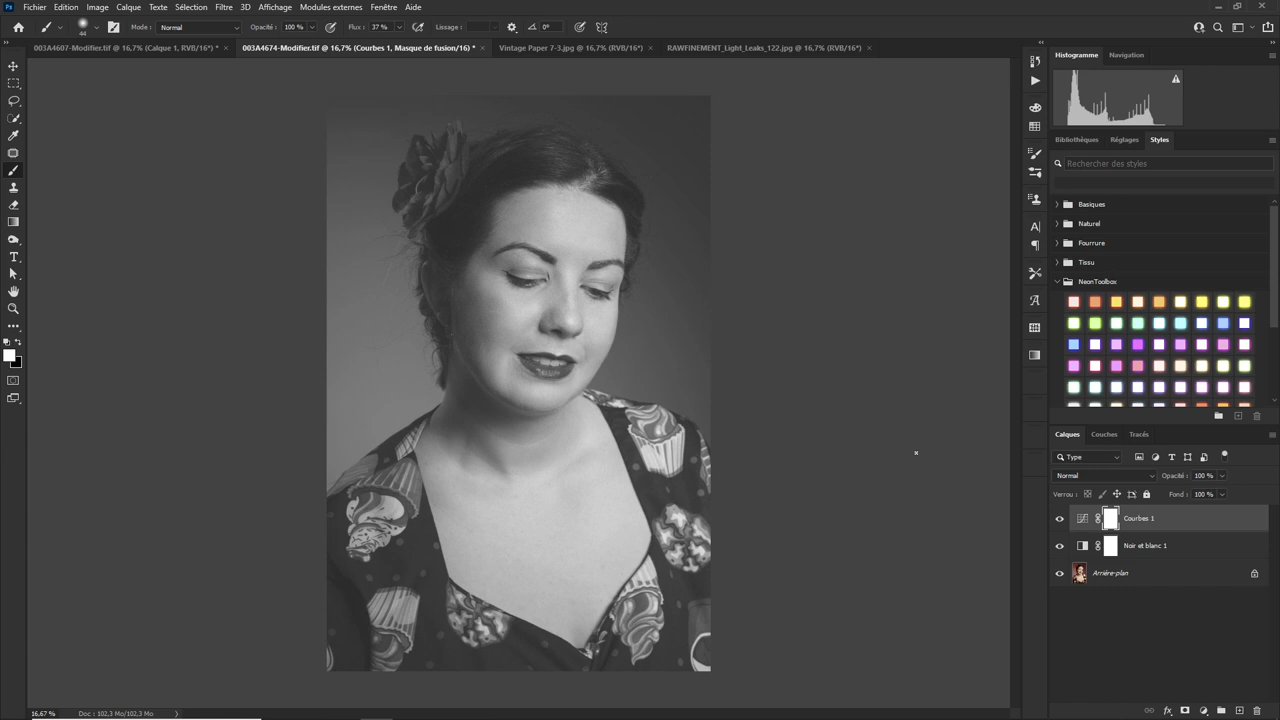 Ps Fichier Edition Image Calque Texte Sélection Filtre 3D Affichage Modules externes Fenêtre Aide
44 Mode : Normal Opacité : 100 % Flux : 37 % Lissage : 0°
003A4607-Modifier.tif @ 16,7% (Calque 1, RVB/16*) * × 003A4674-Modifier.tif @ 16,7% (Courbes 1, Masque de fusion/16) * × Vintage Paper 7-3.jpg @ 16,7% (RVB/16*) × RAWFINEMENT_Light_Leaks_122.jpg @ 16,7% (RVB/16*) ×
Histogramme Navigation
Bibliothèques Réglages Styles
Rechercher des styles
Basiques
Naturel
Fourrure
Tissu
NeonToolbox
Calques Couches Tracés
Type
Normal Opacité : 100 %
Verrou : Fond : 100 %
Courbes 1
Noir et blanc 1
Arrière-plan
16,67 % Doc : 102,3 Mo/102,3 Mo